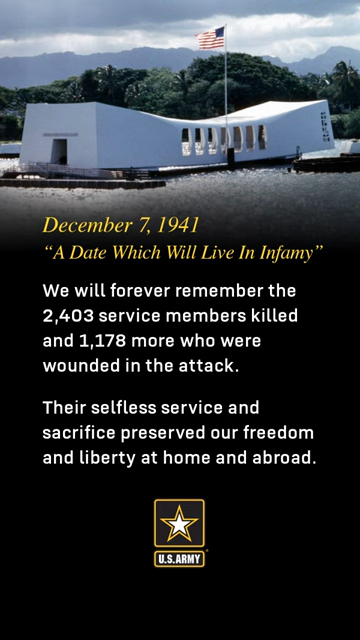 December 7, 1941
“A Date Which Will Live In Infamy”
We will forever remember the
2,403 service members killed
and 1,178 more who were
wounded in the attack.
Their selfless service and
sacrifice preserved our freedom
and liberty at home and abroad.
U.S.ARMY